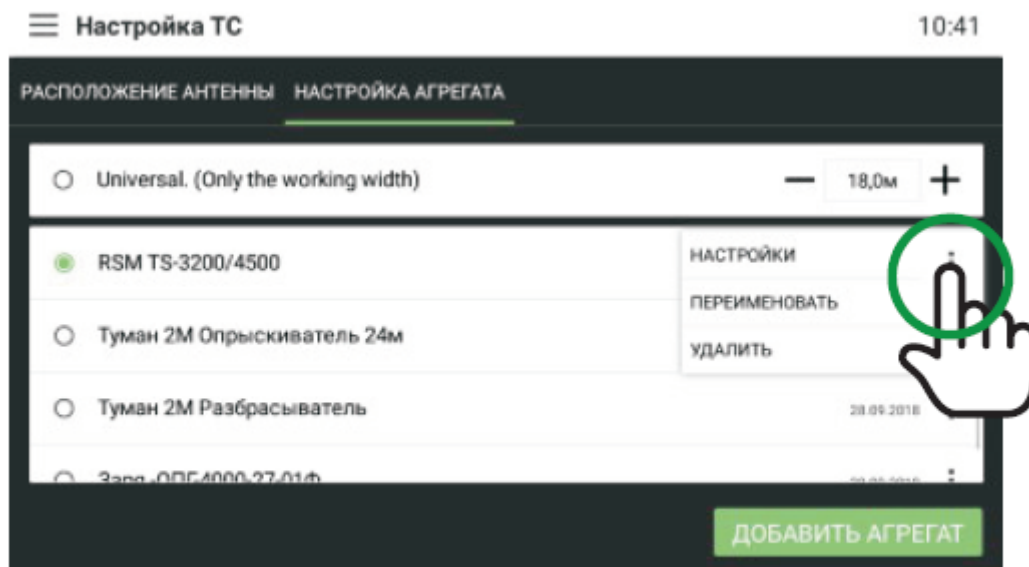 Настройка ТС
10:41
РАСПОЛОЖЕНИЕ АНТЕННЫ НАСТРОЙКА АГРЕГАТА
Universal. (Only the working width)
18,0м
RSM TS-3200/4500
НАСТРОЙКИ
ПЕРЕИМЕНОВАТЬ
Туман 2М Опрыскиватель 24м
УДАЛИТЬ
Туман 2М Разбрасыватель
28.09.2018
ДОБАВИТЬ АГРЕГАТ